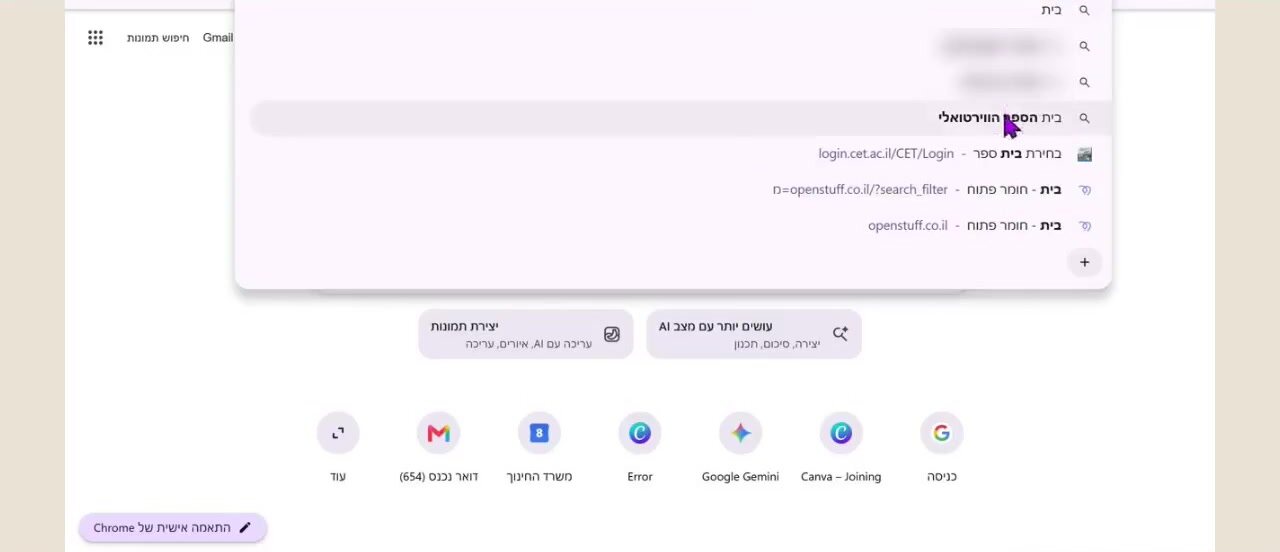 בית
Gmail
חיפוש תמונות
בית הספר הווירטואלי
בחירת בית ספר - login.cet.ac.il/CET/Login
בית - חומר פתוח - openstuff.co.il/?search_filter=מ
בית - חומר פתוח - openstuff.co.il
עושים יותר עם מצב AI
יצירה, סיכום, תכנון
יצירת תמונות
עריכה עם AI, איורים, עריכה
כניסה
Canva – Joining
Google Gemini
Error
משרד החינוך
דואר נכנס (654)
עוד
התאמה אישית של Chrome